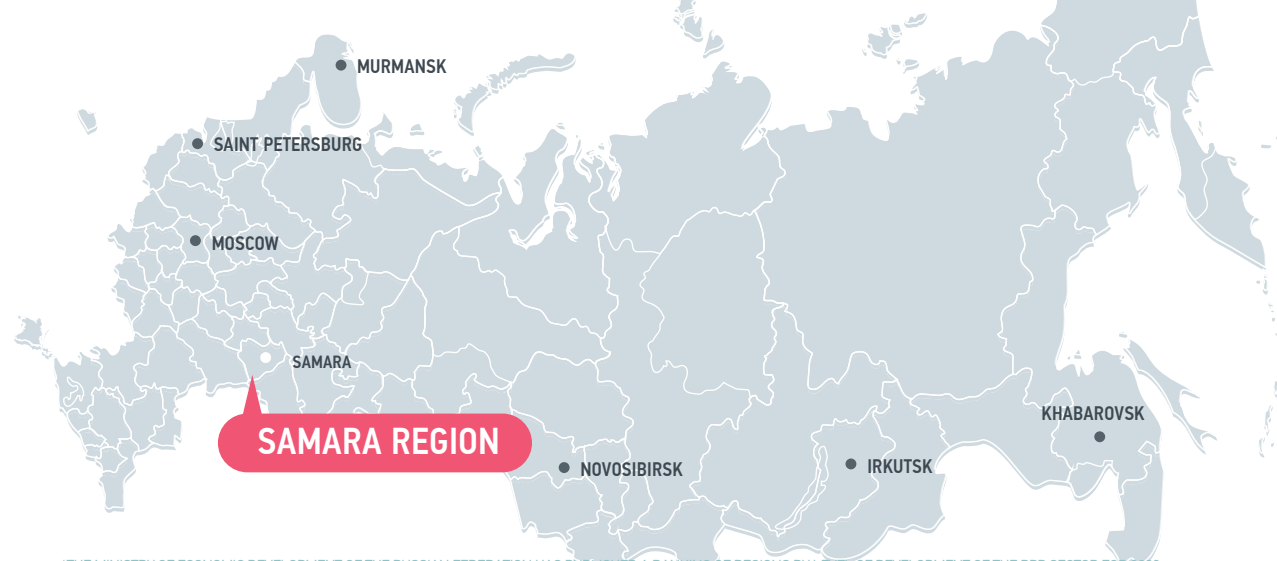 MURMANSK
SAINT PETERSBURG
MOSCOW
SAMARA
SAMARA REGION
KHABAROVSK
NOVOSIBIRSK
IRKUTSK